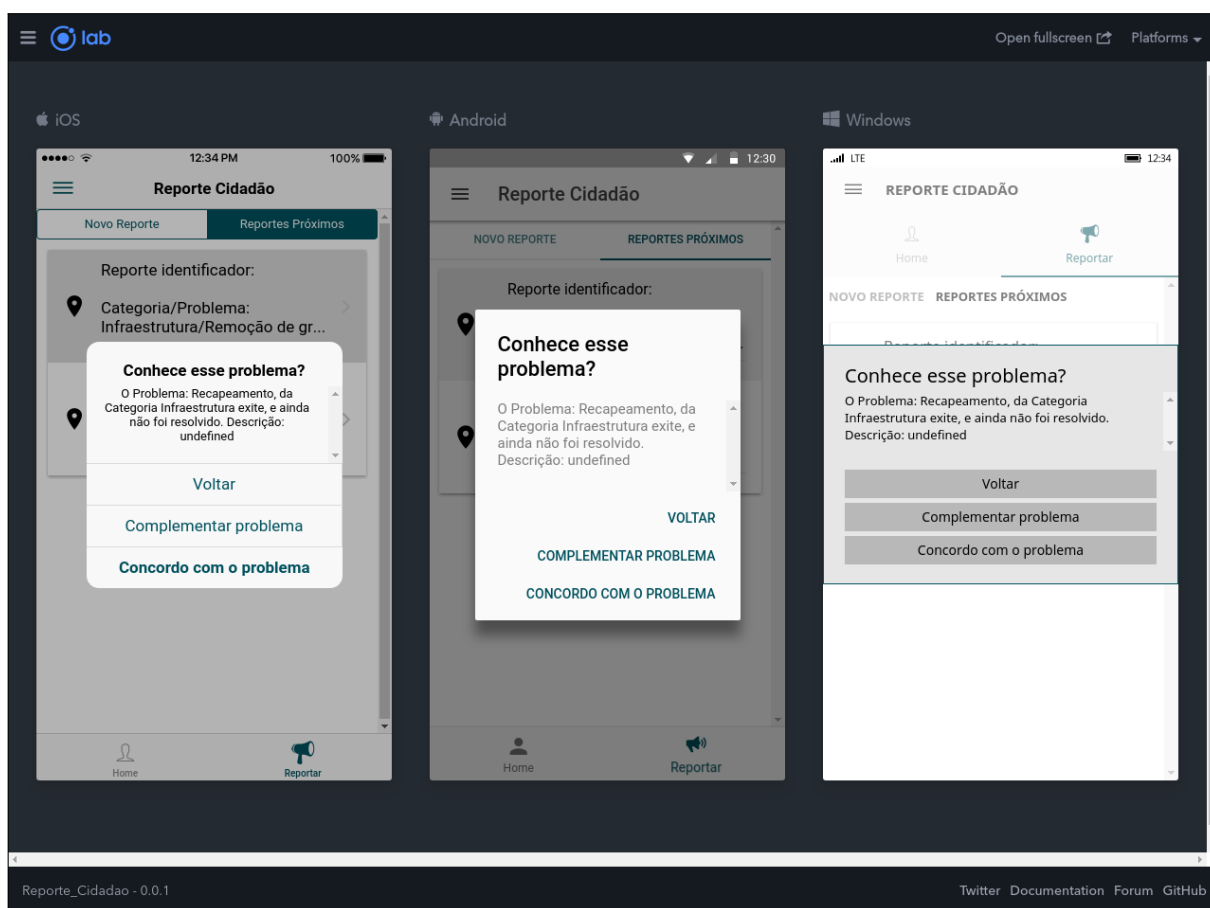 lab
Open fullscreen
Platforms
iOS
12:34 PM
100%
Reporte Cidadão
Novo Reporte
Reportes Próximos
Reporte identificador:
Categoria/Problema:
Infraestrutura/Remoção de gr...
Conhece esse problema?
O Problema: Recapeamento, da
Categoria Infraestrutura exite, e ainda
não foi resolvido. Descrição:
undefined
Voltar
Complementar problema
Concordo com o problema
Home
Reportar
Android
12:30
Reporte Cidadão
NOVO REPORTE
REPORTES PRÓXIMOS
Reporte identificador:
Conhece esse
problema?
O Problema: Recapeamento, da
Categoria Infraestrutura exite, e
ainda não foi resolvido.
Descrição: undefined
VOLTAR
COMPLEMENTAR PROBLEMA
CONCORDO COM O PROBLEMA
Home
Reportar
Windows
LTE
12:34
REPORTE CIDADÃO
Home
Reportar
NOVO REPORTE
REPORTES PRÓXIMOS
Reporte identificador:
Conhece esse problema?
O Problema: Recapeamento, da Categoria
Infraestrutura exite, e ainda não foi resolvido.
Descrição: undefined
Voltar
Complementar problema
Concordo com o problema
Reporte_Cidadao - 0.0.1
Twitter Documentation Forum GitHub